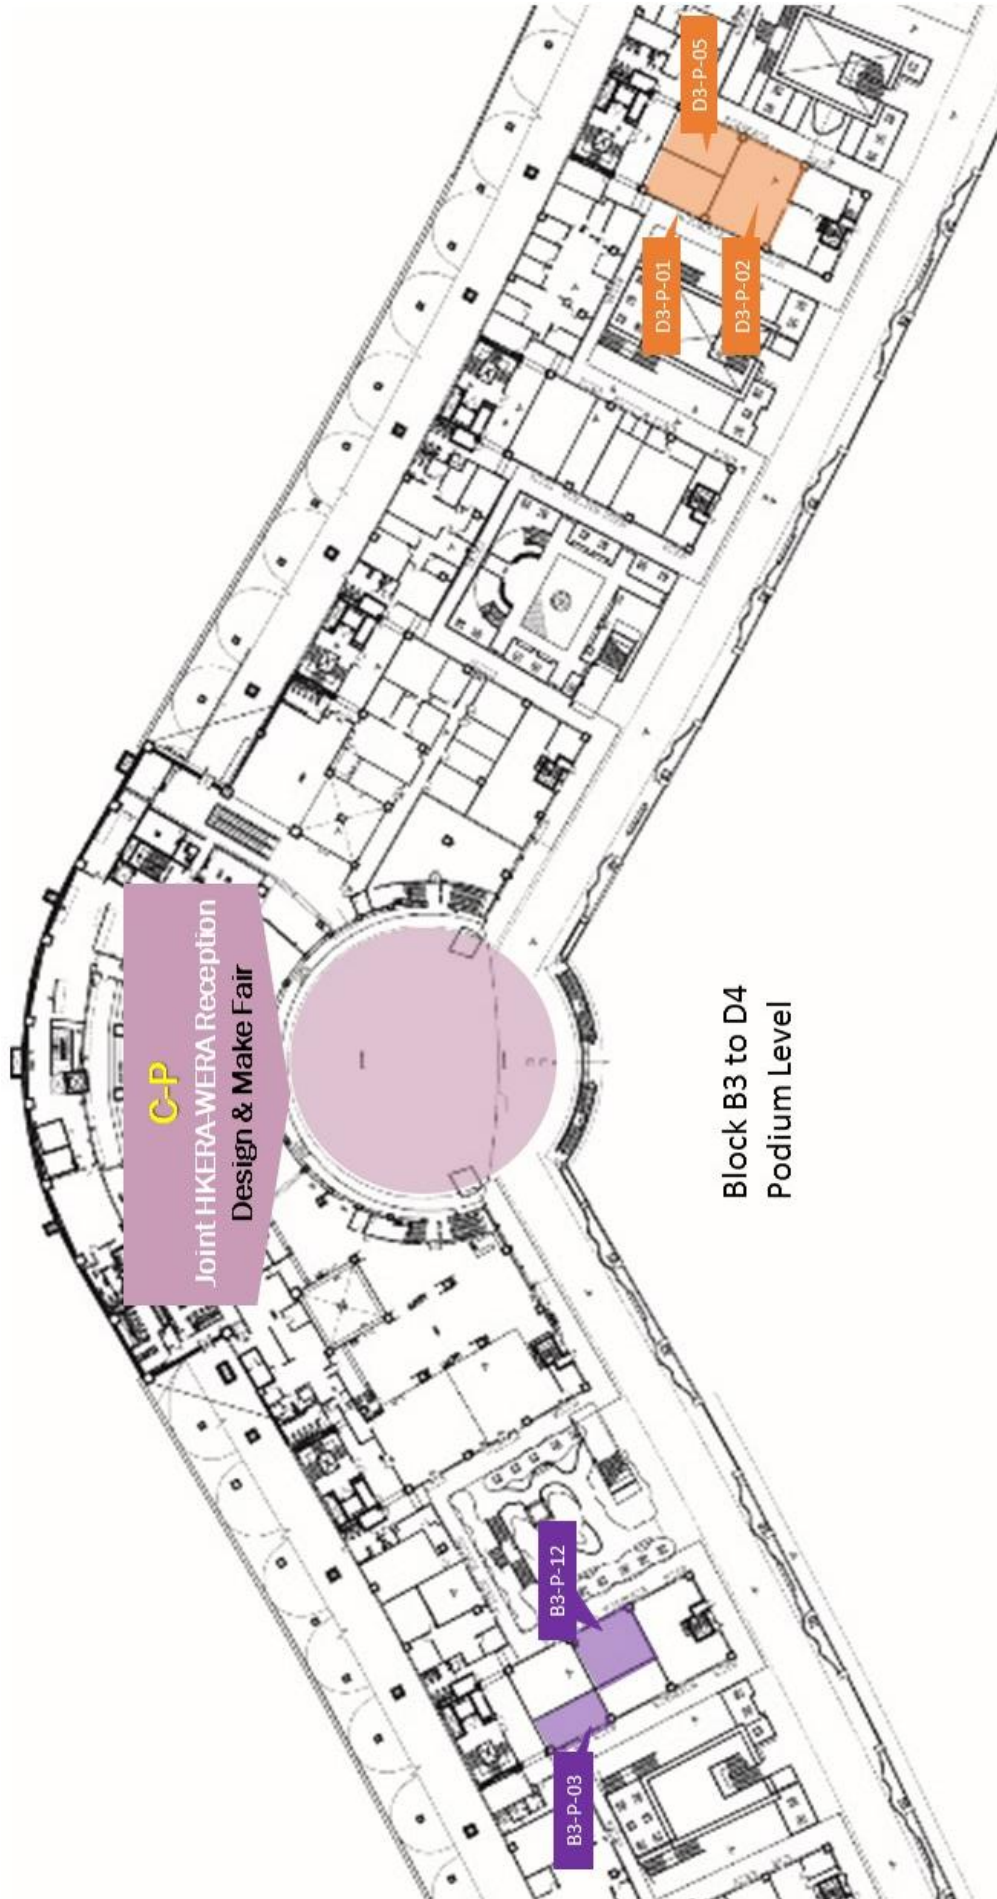 C-P
Joint HKERA-WERA Reception
Design & Make Fair
B3-P-03
B3-P-12
D3-P-01
D3-P-02
D3-P-05
Block B3 to D4
Podium Level